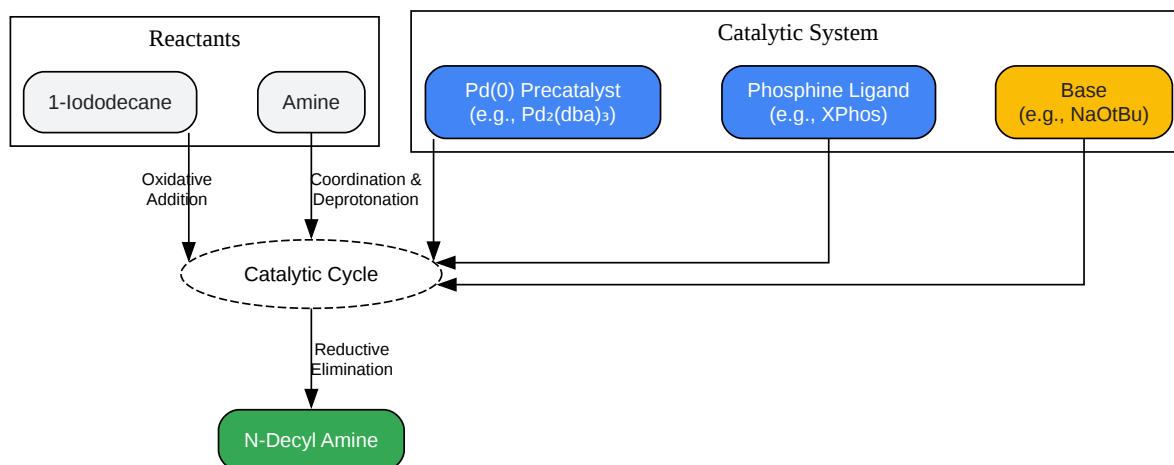 Reactants
Catalytic System
1-Iododecane
Amine
Pd(0) Precatalyst
(e.g., Pd₂(dba)₃)
Phosphine Ligand
(e.g., XPhos)
Base
(e.g., NaOtBu)
Oxidative
Addition
Coordination &
Deprotonation
Catalytic Cycle
Reductive
Elimination
N-Decyl Amine